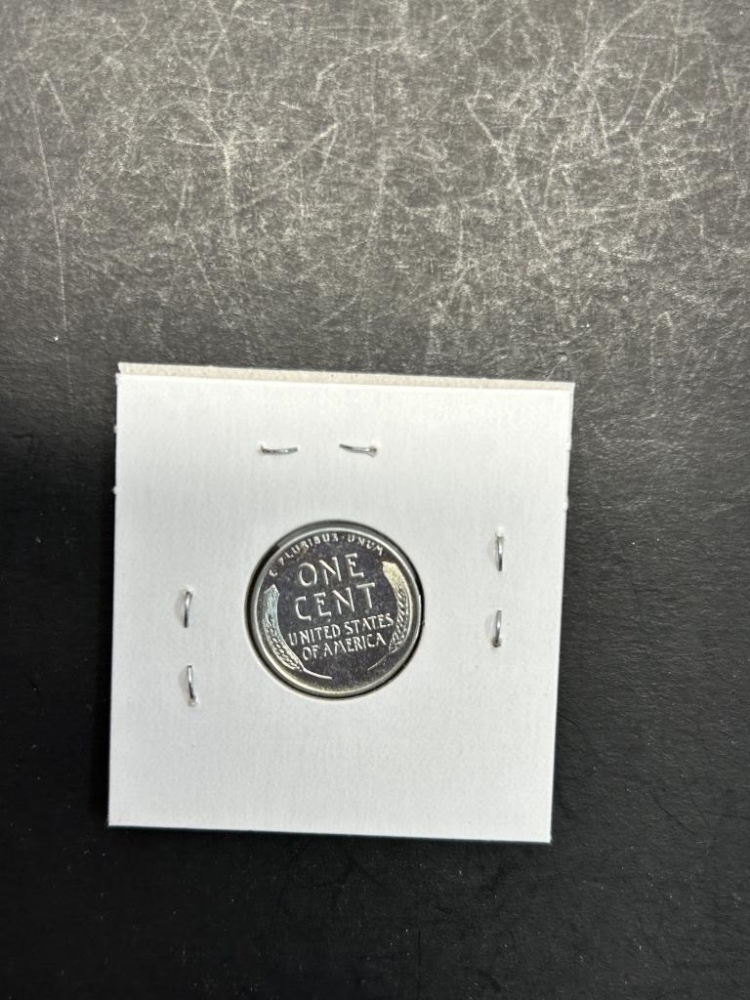 E PLURIBUS · UNUM
ONE
CENT
UNITED STATES
OF AMERICA